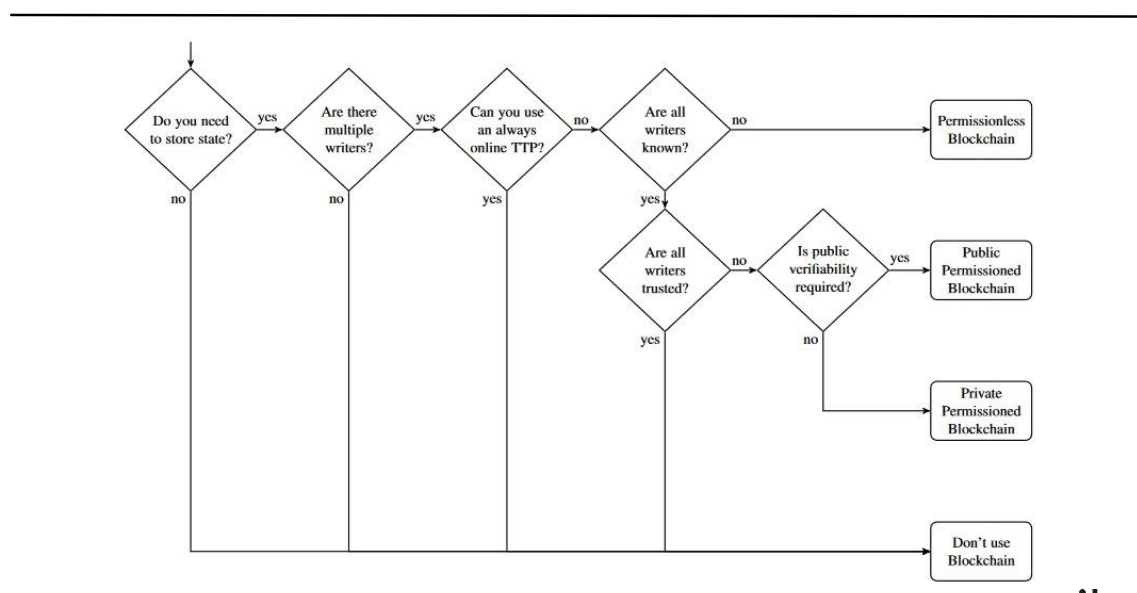 Do you need
to store state?
yes
no
Are there
multiple
writers?
yes
no
Can you use
an always
online TTP?
no
yes
Are all
writers
known?
no
yes
Permissionless
Blockchain
Are all
writers
trusted?
no
yes
Is public
verifiability
required?
yes
no
Public
Permissioned
Blockchain
Private
Permissioned
Blockchain
Don't use
Blockchain